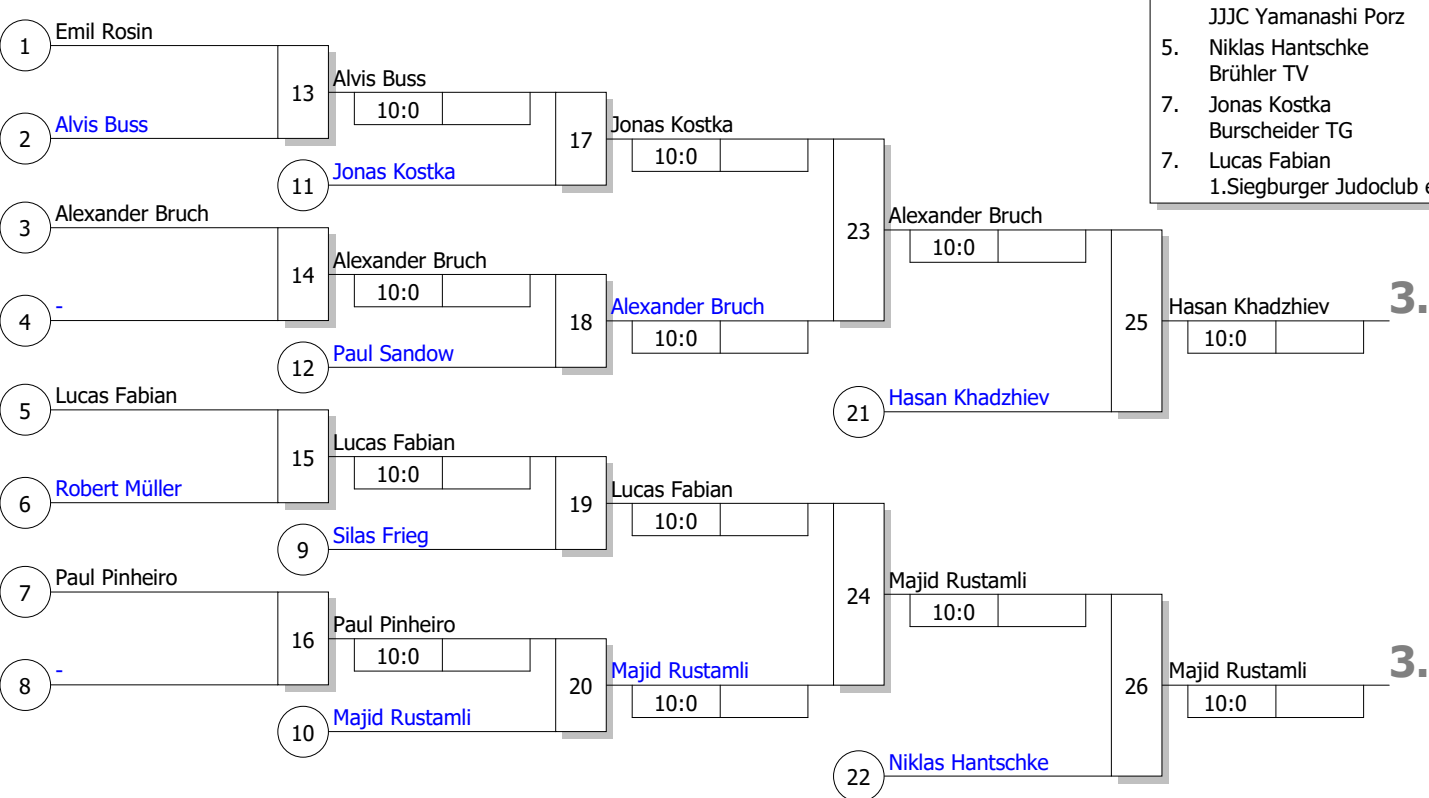 JJJC Yamanashi Porz
5. Niklas Hantschke
Brühler TV
7. Jonas Kostka
Burscheider TG
7. Lucas Fabian
1.Siegburger Judoclub e
1 Emil Rosin
13 Alvis Buss
10:0
2 Alvis Buss
17 Jonas Kostka
10:0
11 Jonas Kostka
3 Alexander Bruch
23 Alexander Bruch
10:0
14 Alexander Bruch
10:0
4 -
18 Alexander Bruch
10:0
12 Paul Sandow
25 Hasan Khadzhiev
10:0
3.
5 Lucas Fabian
21 Hasan Khadzhiev
15 Lucas Fabian
10:0
6 Robert Müller
19 Lucas Fabian
10:0
9 Silas Frieg
7 Paul Pinheiro
24 Majid Rustamli
10:0
16 Paul Pinheiro
10:0
8 -
20 Majid Rustamli
10:0
26 Majid Rustamli
10:0
3.
10 Majid Rustamli
22 Niklas Hantschke